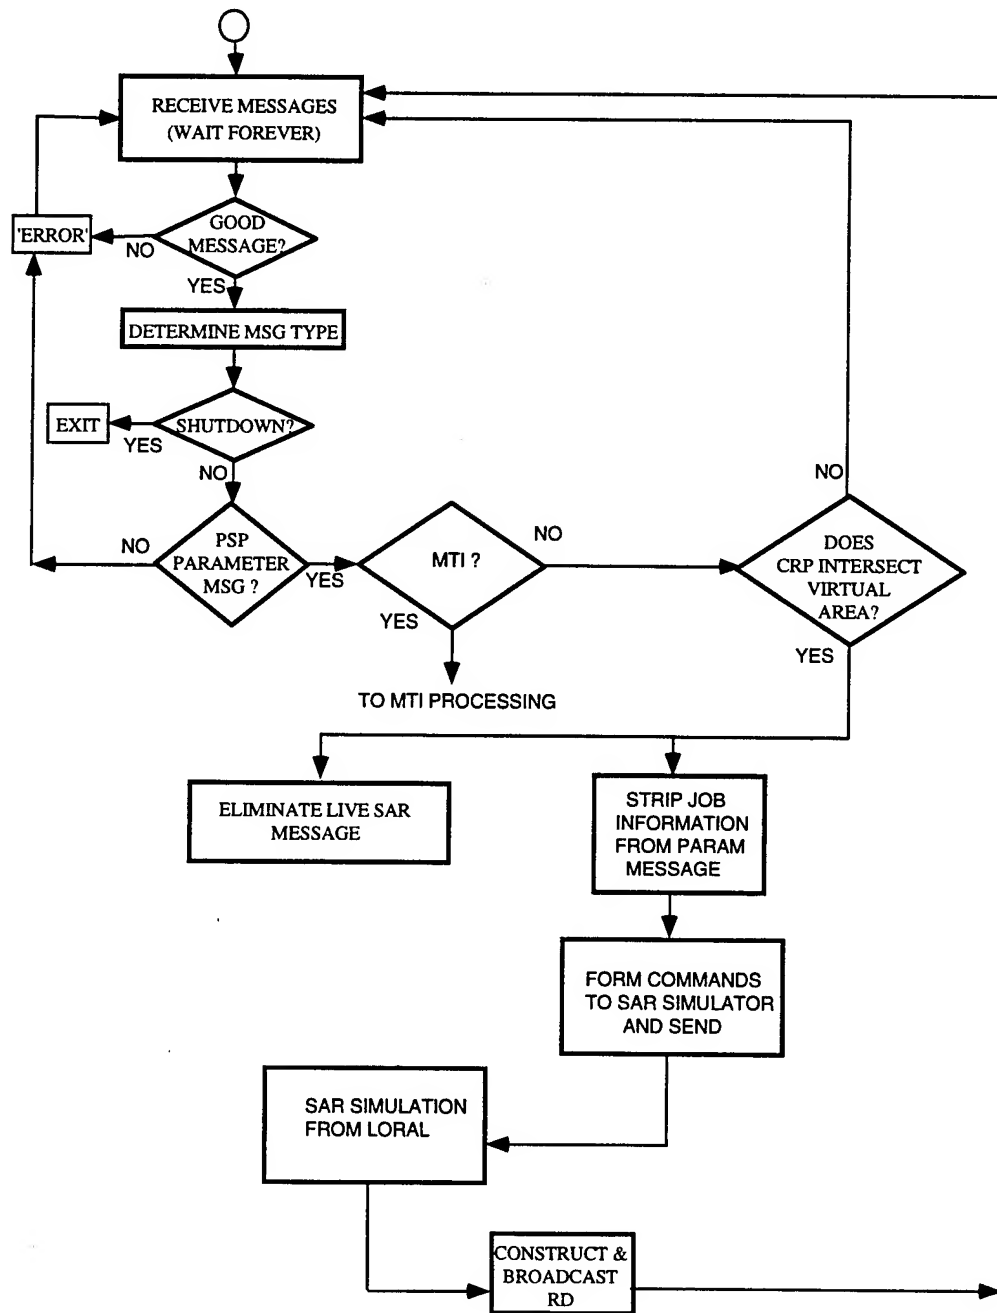 RECEIVE MESSAGES
(WAIT FOREVER)
GOOD
MESSAGE?
'ERROR'
NO
YES
DETERMINE MSG TYPE
SHUTDOWN?
EXIT
YES
NO
NO
PSP
PARAMETER
MSG ?
YES
MTI ?
NO
YES
TO MTI PROCESSING
NO
DOES
CRP INTERSECT
VIRTUAL
AREA?
YES
ELIMINATE LIVE SAR
MESSAGE
STRIP JOB
INFORMATION
FROM PARAM
MESSAGE
FORM COMMANDS
TO SAR SIMULATOR
AND SEND
SAR SIMULATION
FROM LORAL
CONSTRUCT &
BROADCAST
RD